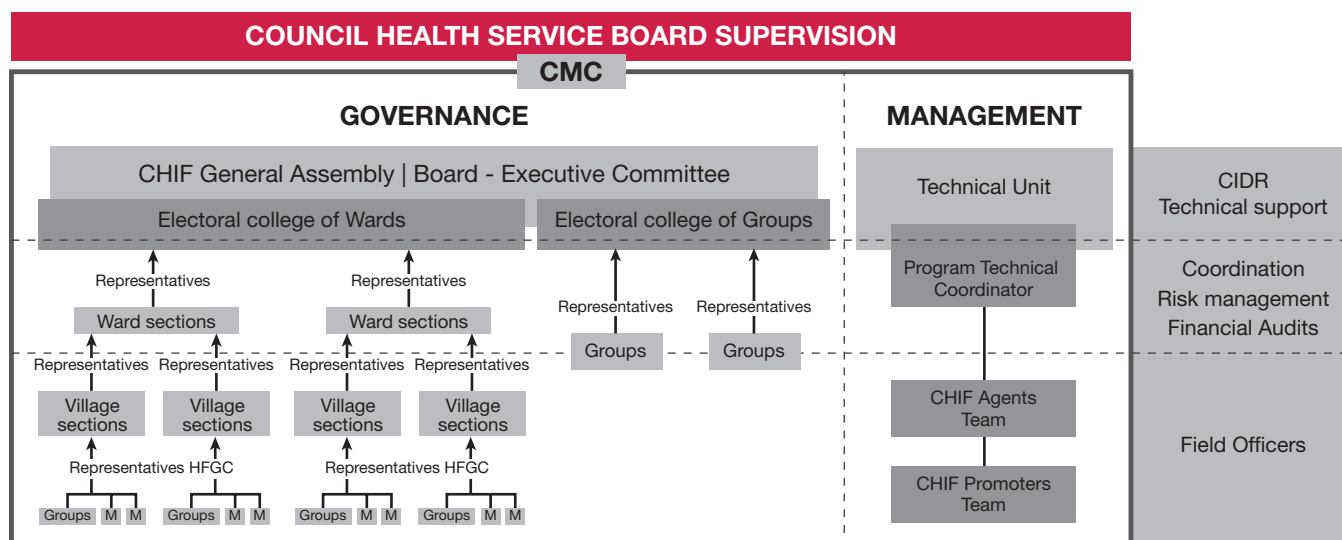 COUNCIL HEALTH SERVICE BOARD SUPERVISION
CMC
GOVERNANCE
MANAGEMENT
CHIF General Assembly | Board - Executive Committee
Electoral college of Wards
Electoral college of Groups
Technical Unit
CIDR
Technical support
Representatives
Representatives
Representatives
Representatives
Ward sections
Ward sections
Groups
Groups
Program Technical
Coordinator
Coordination
Risk management
Financial Audits
Representatives
Representatives
Representatives
Representatives
Village
sections
Village
sections
Village
sections
Village
sections
CHIF Agents
Team
Field Officers
Representatives HFGC
Representatives HFGC
CHIF Promoters
Team
Groups M M
Groups M M
Groups M M
Groups M M